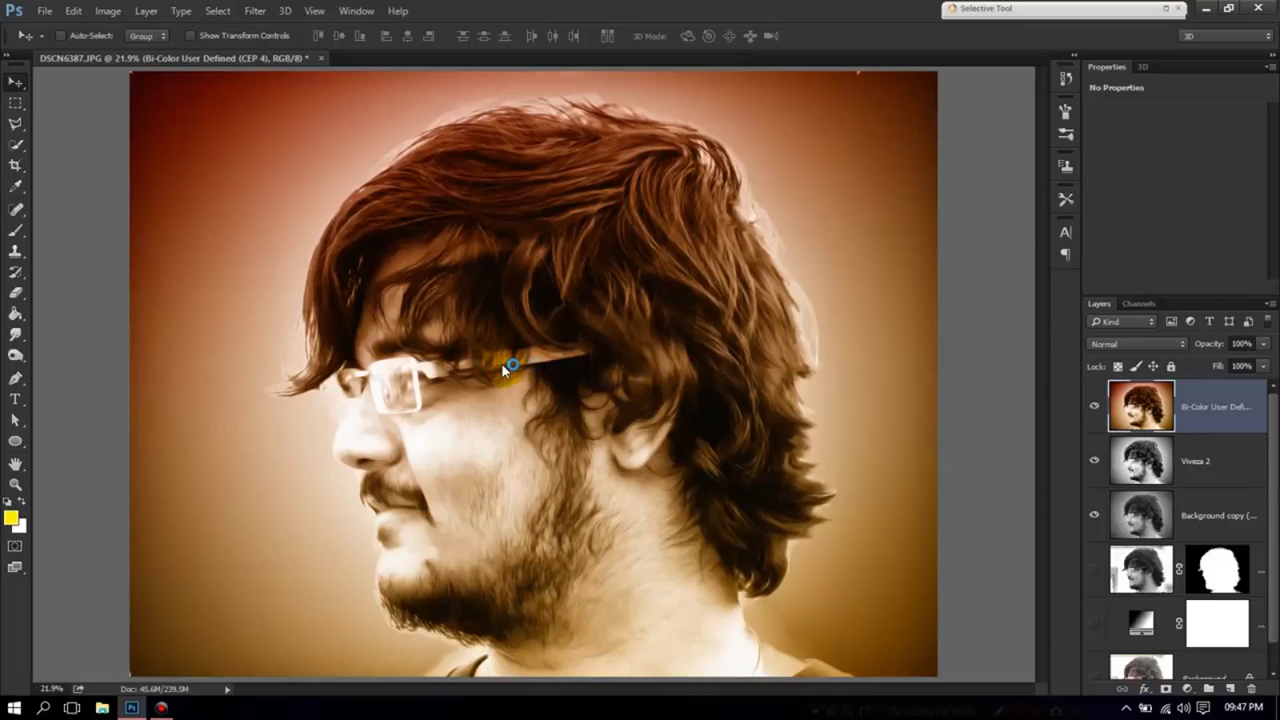 Ps File Edit Image Layer Type Select Filter 3D View Window Help
Selective Tool
Auto-Select: Group Show Transform Controls 3D Mode: 3D
DSCN6387.JPG @ 21.9% (Bi-Color User Defined (CEP 4), RGB/8) * ×
Properties 3D
No Properties
Layers Channels
Kind
Normal Opacity: 100%
Lock: Fill: 100%
Bi-Color User Defi...
Viveza 2
Background copy (...
Background
21.9% Doc: 45.6M/239.5M
09:47 PM